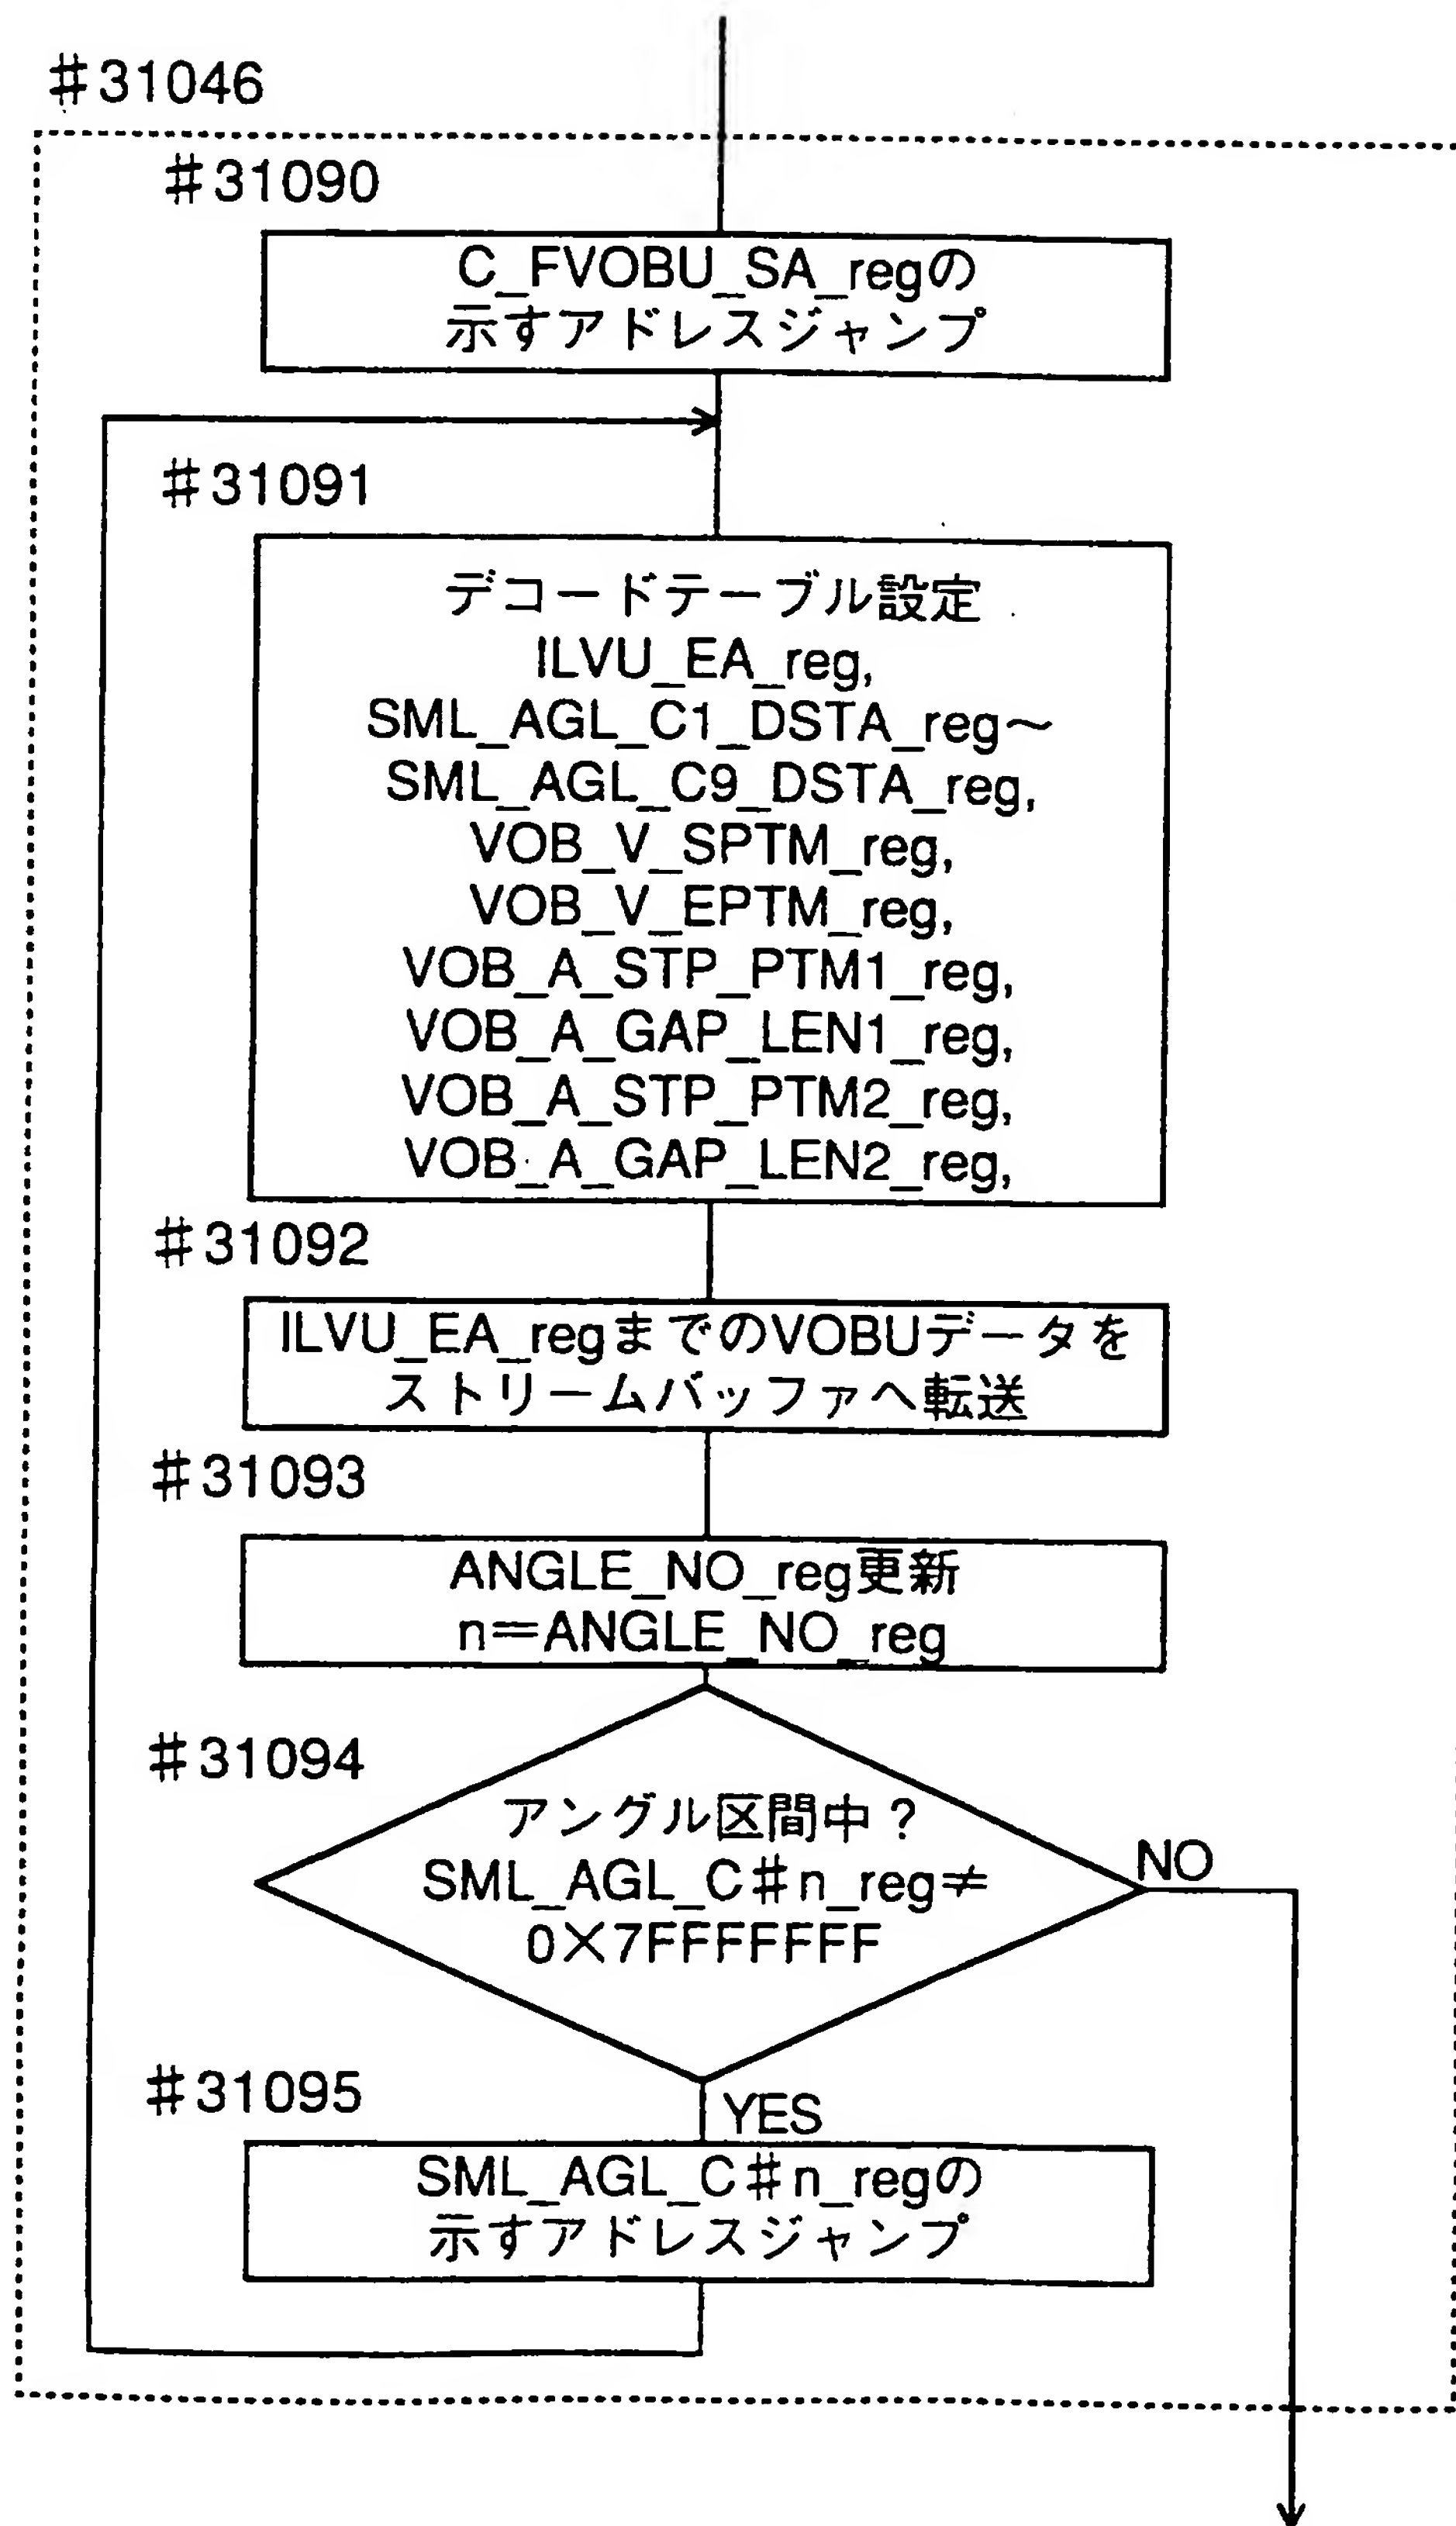 #31046
#31090
C_FVOBU_SA_regの
示すアドレスジャンプ
#31091
デコードテーブル設定
ILVU_EA_reg,
SML_AGL_C1_DSTA_reg～
SML_AGL_C9_DSTA_reg,
VOB_V_SPTM_reg,
VOB_V_EPTM_reg,
VOB_A_STP_PTM1_reg,
VOB_A_GAP_LEN1_reg,
VOB_A_STP_PTM2_reg,
VOB_A_GAP_LEN2_reg,
#31092
ILVU_EA_regまでのVOBUデータを
ストリームバッファへ転送
#31093
ANGLE_NO_reg更新
n＝ANGLE_NO_reg
#31094
アングル区間中？
SML_AGL_C#n_reg≠
0×7FFFFFFF
NO
#31095
YES
SML_AGL_C#n_regの
示すアドレスジャンプ